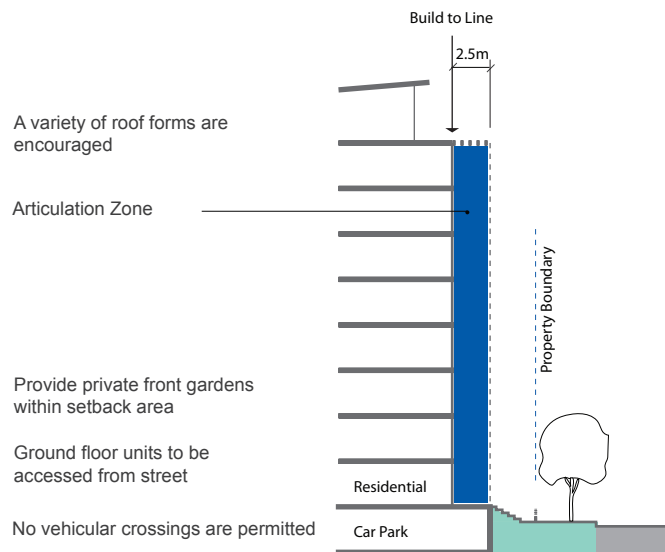 Build to Line
2.5m
A variety of roof forms are
encouraged
Articulation Zone
Property Boundary
Provide private front gardens
within setback area
Ground floor units to be
accessed from street
Residential
No vehicular crossings are permitted
Car Park